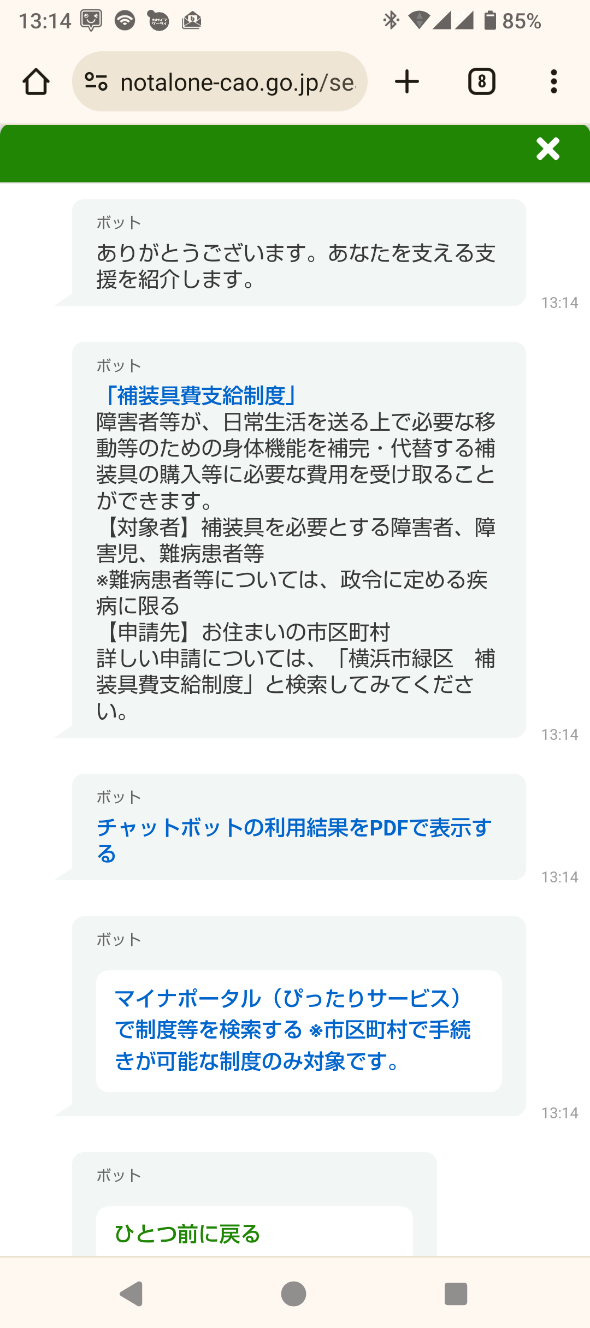 13:14
85%
notalone-cao.go.jp/se
8
ボット
ありがとうございます。あなたを支える支
援を紹介します。
13:14
ボット
「補装具費支給制度」
障害者等が、日常生活を送る上で必要な移
動等のための身体機能を補完・代替する補
装具の購入等に必要な費用を受け取ること
ができます。
【対象者】補装具を必要とする障害者、障
害児、難病患者等
※難病患者等については、政令に定める疾
病に限る
【申請先】お住まいの市区町村
詳しい申請については、「横浜市緑区　補
装具費支給制度」と検索してみてくださ
い。
13:14
ボット
チャットボットの利用結果をPDFで表示す
る
13:14
ボット
マイナポータル（ぴったりサービス）
で制度等を検索する ※市区町村で手続
きが可能な制度のみ対象です。
13:14
ボット
ひとつ前に戻る